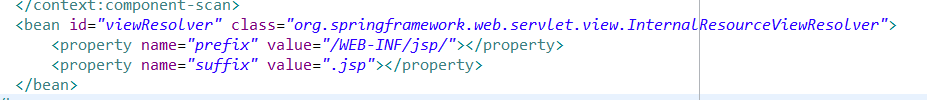 </context:component-scan>
<bean id="viewResolver" class="org.springframework.web.servlet.view.InternalResourceViewResolver">
<property name="prefix" value="/WEB-INF/jsp/"></property>
<property name="suffix" value=".jsp"></property>
</bean>